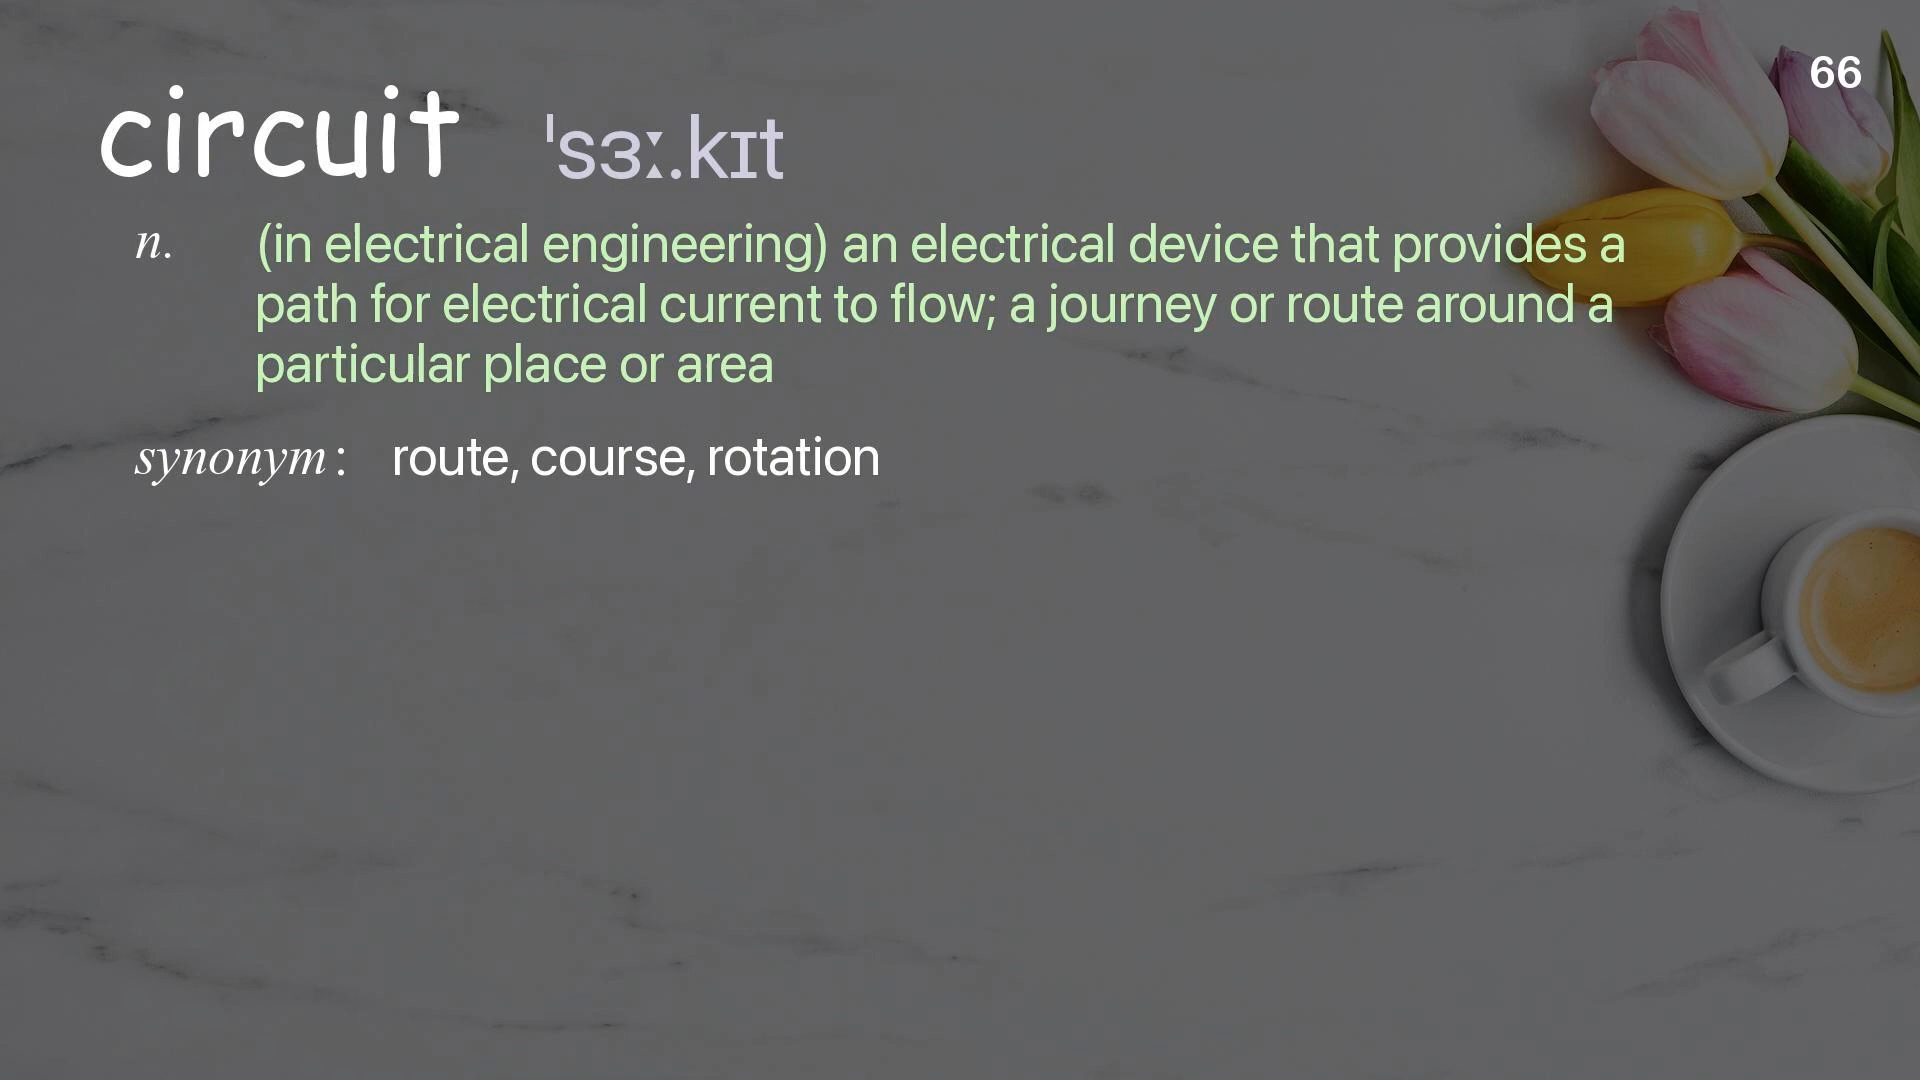 66
circuit ˈsɜː.kɪt
n. (in electrical engineering) an electrical device that provides a
path for electrical current to flow; a journey or route around a
particular place or area
synonym: route, course, rotation